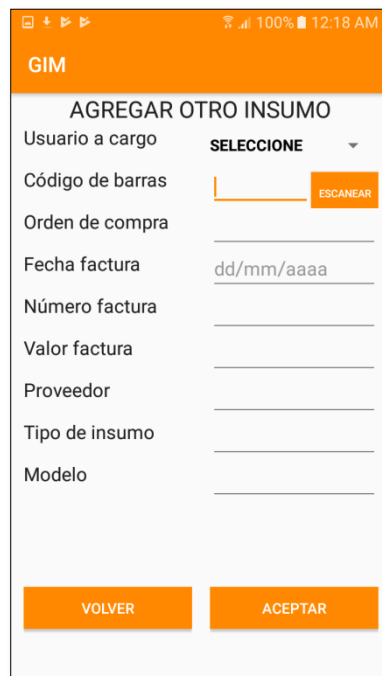 100% 12:18 AM
GIM
AGREGAR OTRO INSUMO
Usuario a cargo SELECCIONE
Código de barras ESCANEAR
Orden de compra
Fecha factura dd/mm/aaaa
Número factura
Valor factura
Proveedor
Tipo de insumo
Modelo
VOLVER ACEPTAR